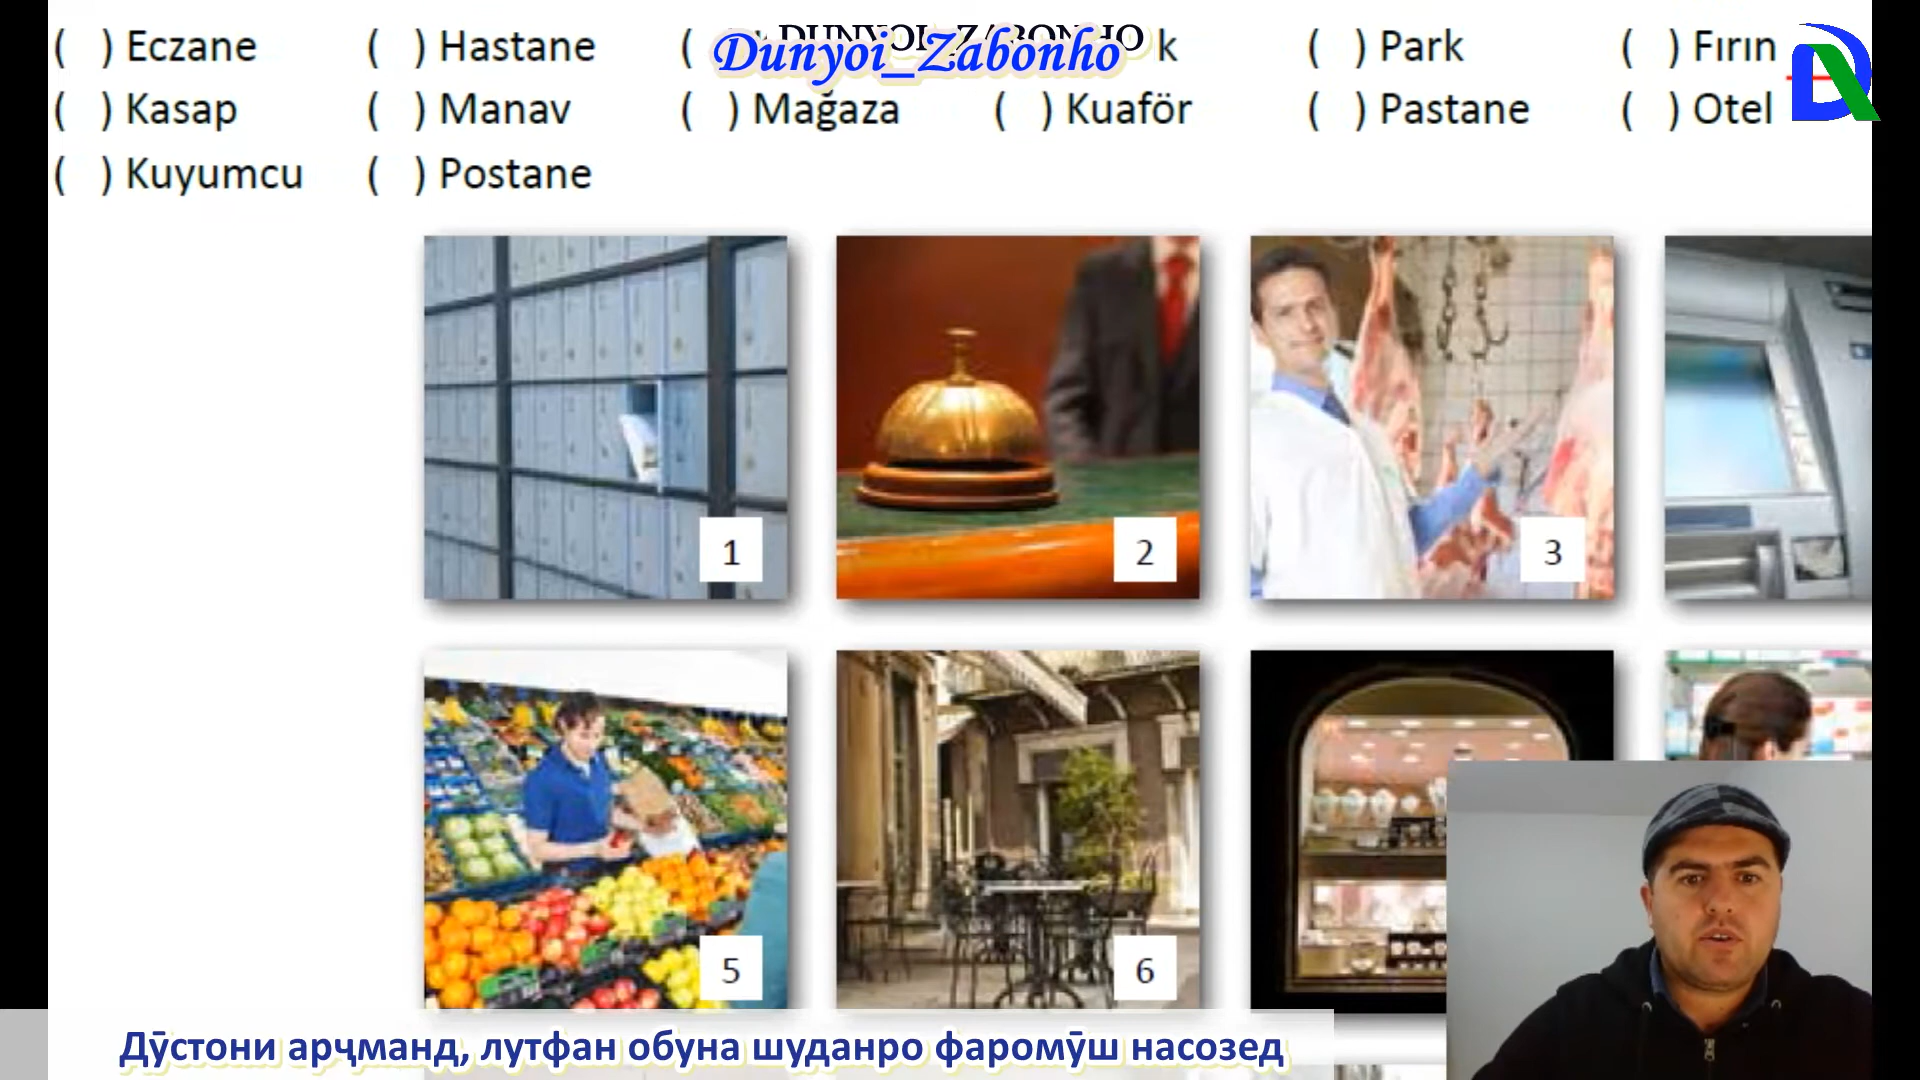 DUNYOI_ZABONHO
Dunyoi_Zabonho
( ) Eczane ( ) Hastane ( k ( ) Park ( ) Fırın
( ) Kasap ( ) Manav ( ) Mağaza ( ) Kuaför ( ) Pastane ( ) Otel
( ) Kuyumcu ( ) Postane
1 2 3
5 6
Дӯстони арҷманд, лутфан обуна шуданро фаромӯш насозед